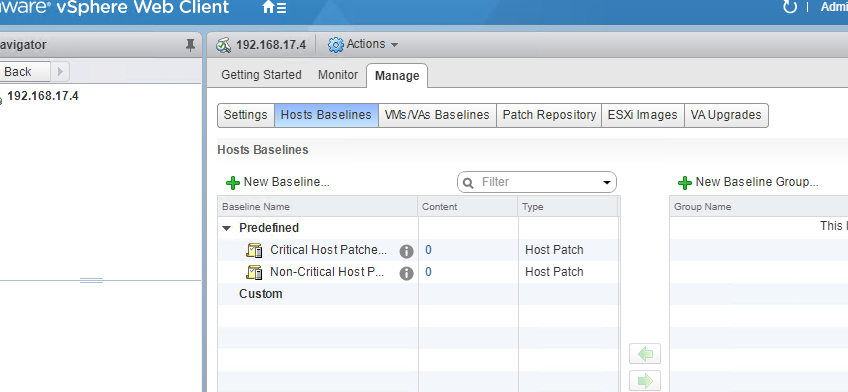 ware® vSphere Web Client
Admi
avigator
192.168.17.4
Actions
Back
Getting Started
Monitor
Manage
192.168.17.4
Settings
Hosts Baselines
VMs/VAs Baselines
Patch Repository
ESXi Images
VA Upgrades
Hosts Baselines
New Baseline...
Filter
New Baseline Group...
Baseline Name
Content
Type
Group Name
Predefined
This l
Critical Host Patche...
0
Host Patch
Non-Critical Host P...
0
Host Patch
Custom